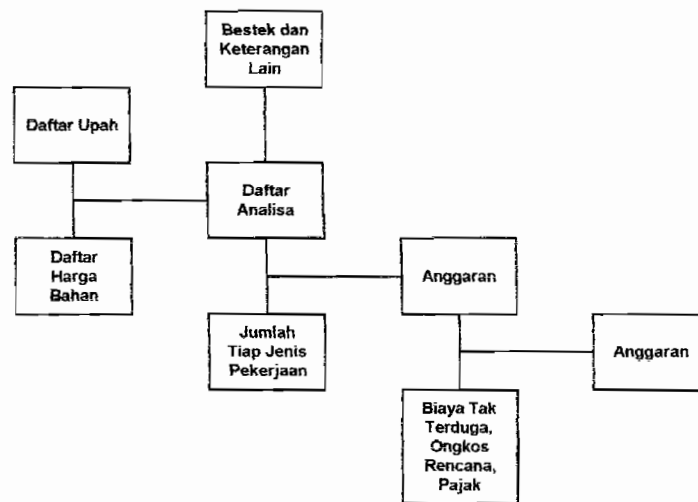 Bestek dan
Keterangan
Lain
Daftar Upah
Daftar
Analisa
Daftar
Harga
Bahan
Anggaran
Jumlah
Tiap Jenis
Pekerjaan
Anggaran
Biaya Tak
Terduga,
Ongkos
Rencana,
Pajak